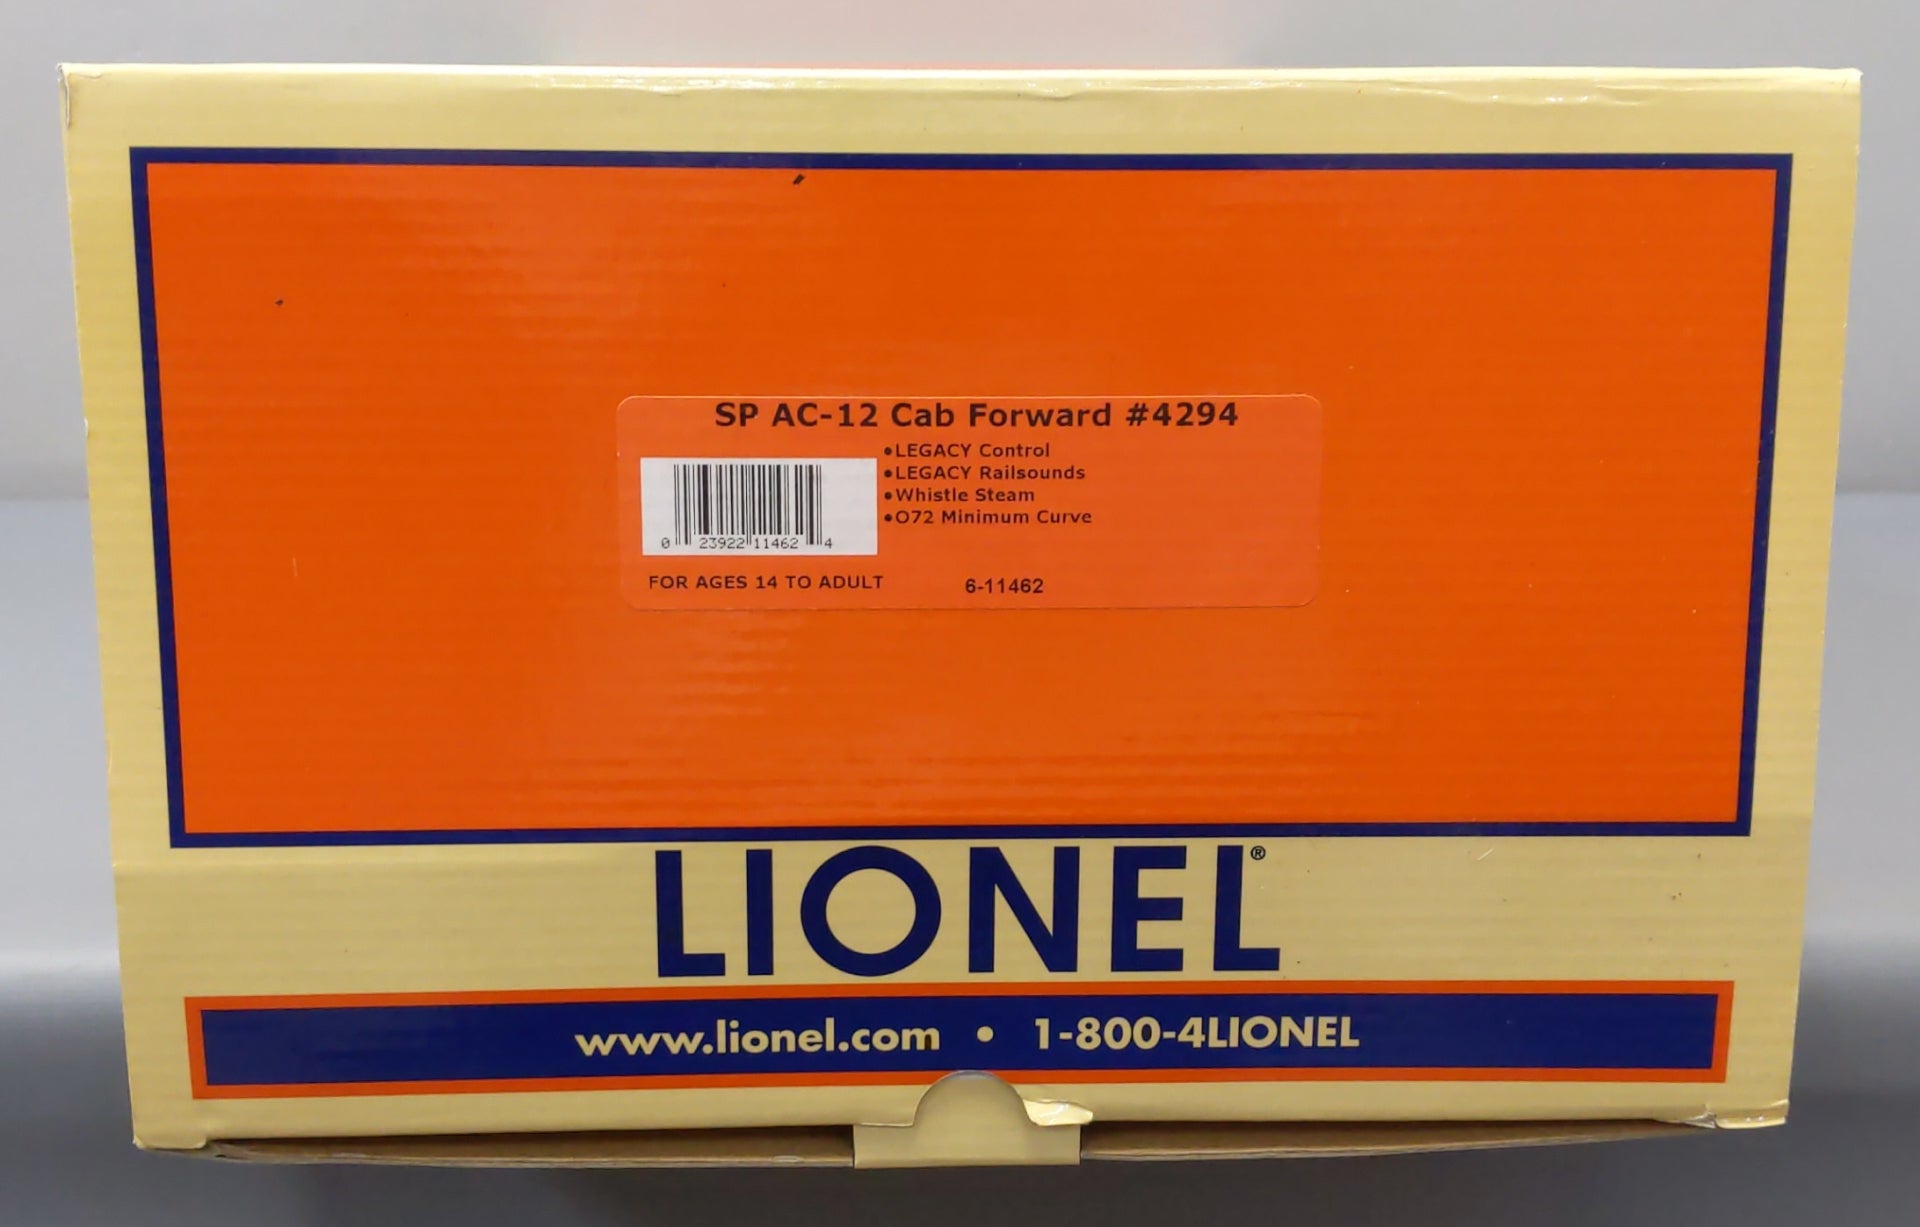 SP AC-12 Cab Forward #4294
•LEGACY Control
•LEGACY Railsounds
•Whistle Steam
•O72 Minimum Curve
0 23922 11462 4
FOR AGES 14 TO ADULT 6-11462
LIONEL®
www.lionel.com • 1-800-4LIONEL